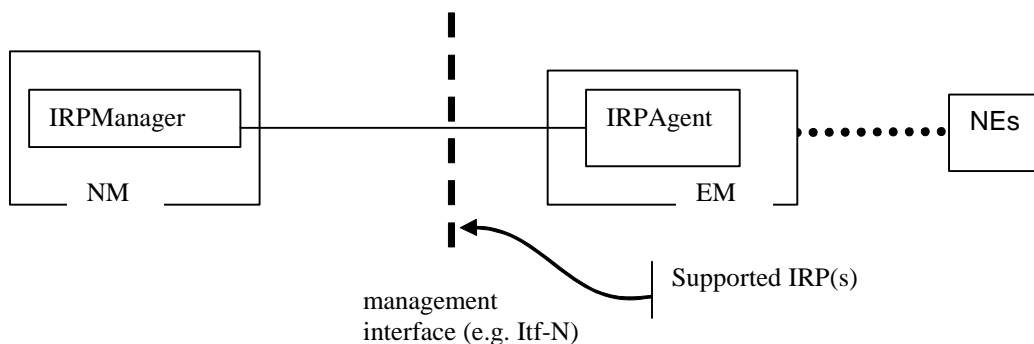 IRPManager
IRPAgent
NEs
NM
EM
Supported IRP(s)
management
interface (e.g. Itf-N)